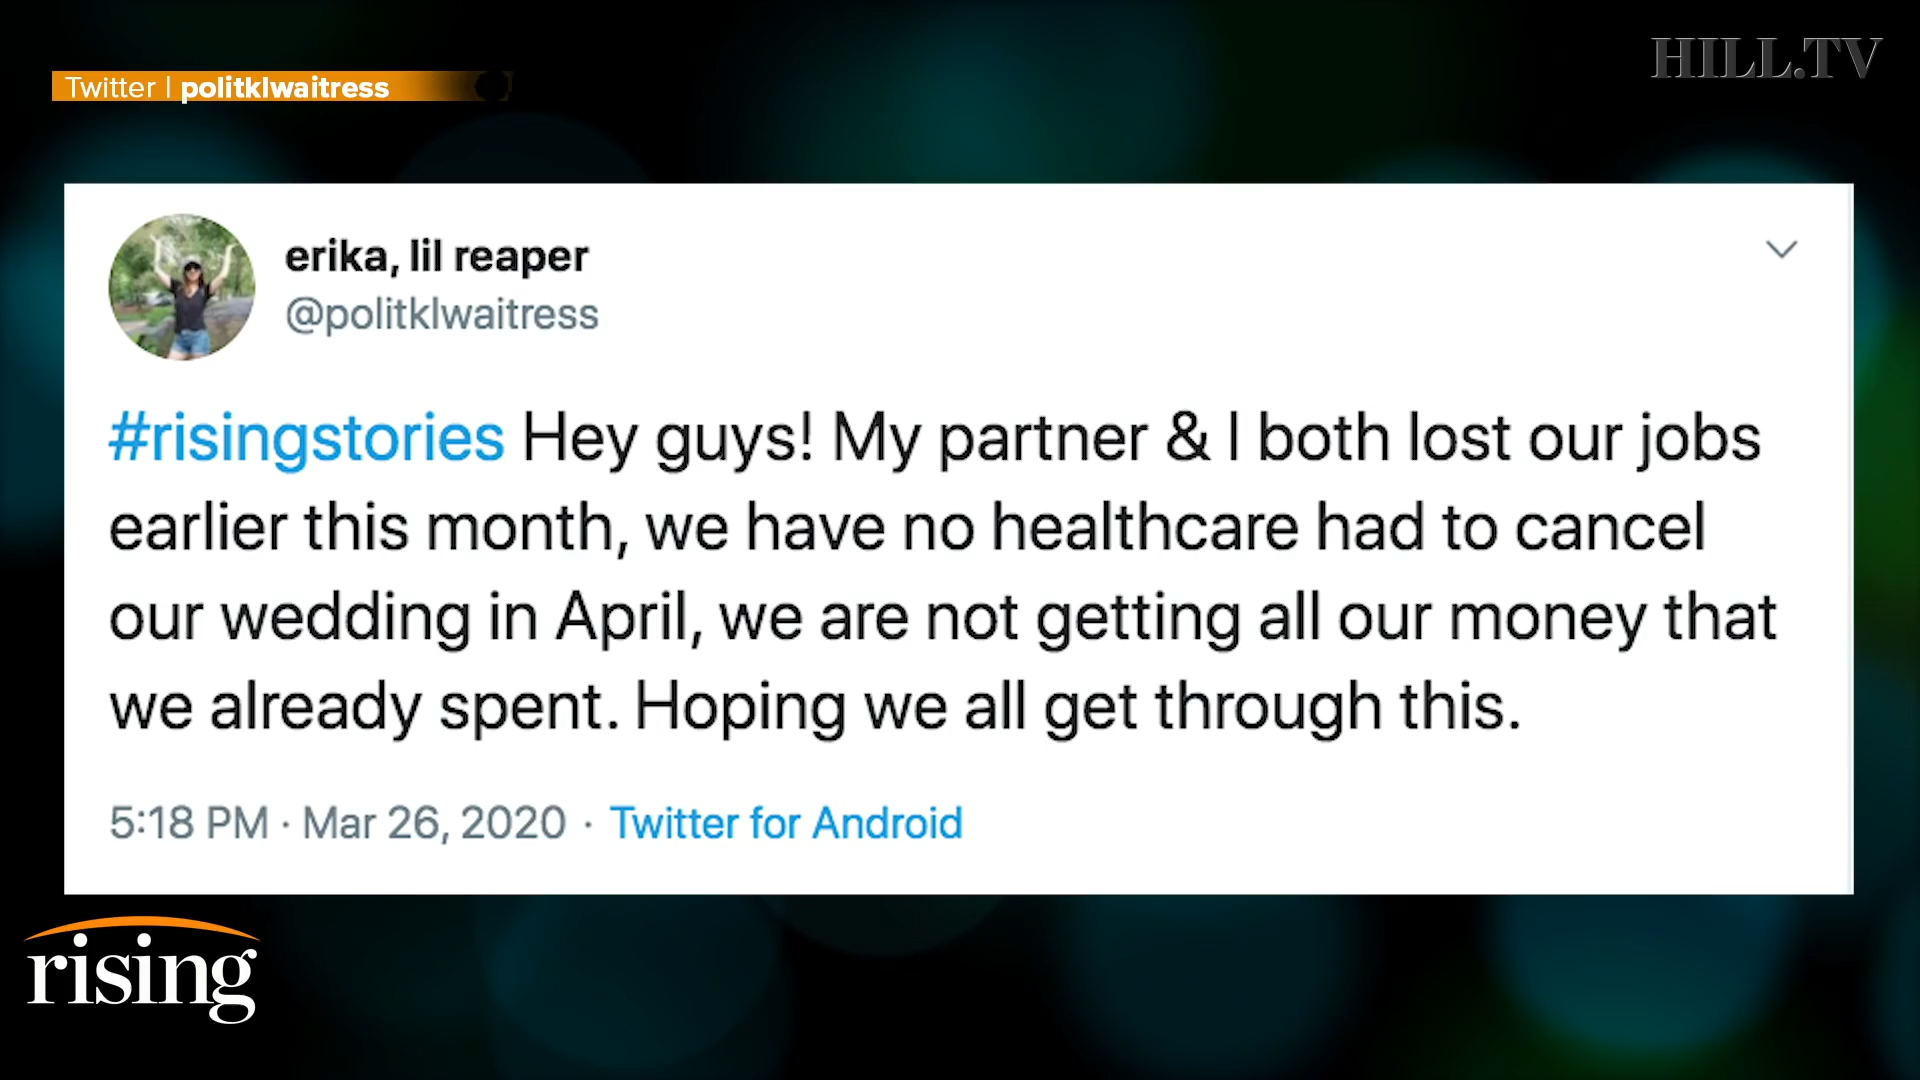 HILL.TV
Twitter | politklwaitress
erika, lil reaper
@politklwaitress
#risingstories Hey guys! My partner & I both lost our jobs
earlier this month, we have no healthcare had to cancel
our wedding in April, we are not getting all our money that
we already spent. Hoping we all get through this.
5:18 PM · Mar 26, 2020 · Twitter for Android
rising